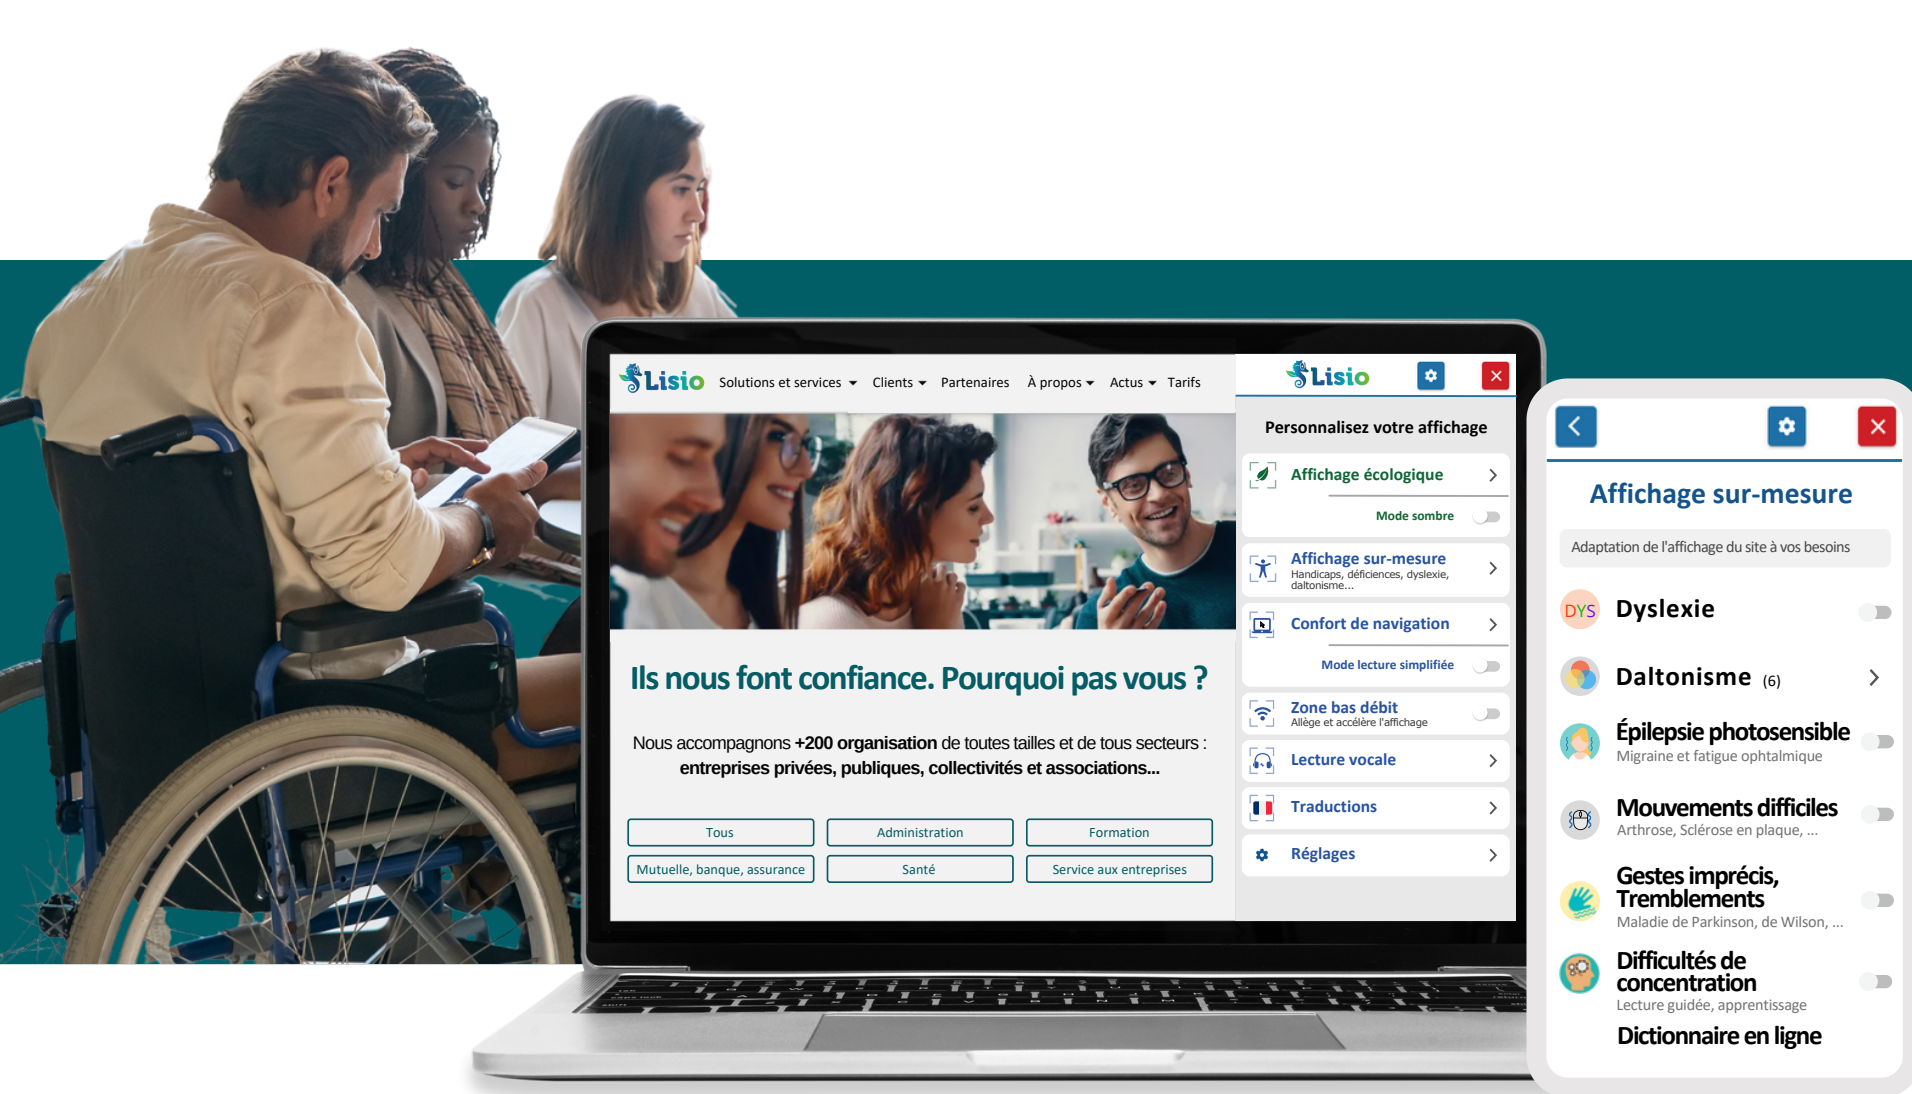 Lisio
Solutions et services
Clients
Partenaires
À propos
Actus
Tarifs
Ils nous font confiance. Pourquoi pas vous ?
Nous accompagnons +200 organisation de toutes tailles et de tous secteurs :
entreprises privées, publiques, collectivités et associations...
Tous
Administration
Formation
Mutuelle, banque, assurance
Santé
Service aux entreprises
Lisio
Personnalisez votre affichage
Affichage écologique
Mode sombre
Affichage sur-mesure
Handicaps, déficiences, dyslexie,
daltonisme...
Confort de navigation
Mode lecture simplifiée
Zone bas débit
Allège et accélère l'affichage
Lecture vocale
Traductions
Réglages
Affichage sur-mesure
Adaptation de l'affichage du site à vos besoins
DYS
Dyslexie
Daltonisme (6)
Épilepsie photosensible
Migraine et fatigue ophtalmique
Mouvements difficiles
Arthrose, Sclérose en plaque, ...
Gestes imprécis,
Tremblements
Maladie de Parkinson, de Wilson, ...
Difficultés de
concentration
Lecture guidée, apprentissage
Dictionnaire en ligne